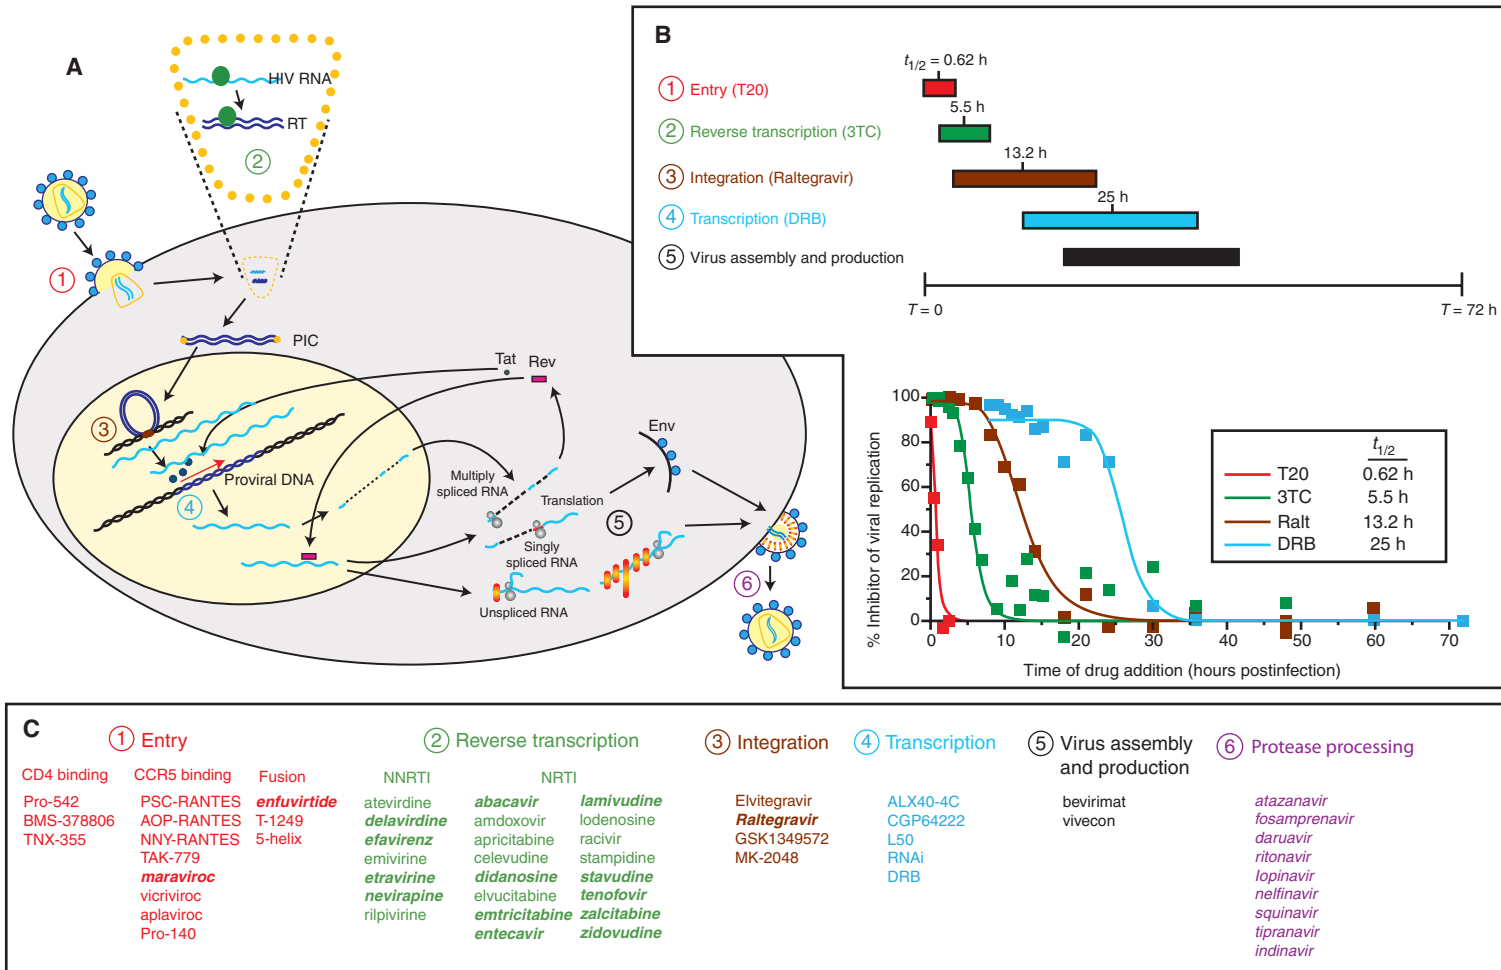 A
HIV RNA
RT
2
1
PIC
Tat
Rev
3
Proviral DNA
4
Multiply
spliced RNA
Translation
Singly
spliced RNA
Unspliced RNA
5
Env
6
B
t1/2 = 0.62 h
1 Entry (T20)
5.5 h
2 Reverse transcription (3TC)
13.2 h
3 Integration (Raltegravir)
25 h
4 Transcription (DRB)
5 Virus assembly and production
T = 0
T = 72 h
% Inhibitor of viral replication
100
80
60
40
20
0
0 10 20 30 40 50 60 70
Time of drug addition (hours postinfection)
t1/2
T20 0.62 h
3TC 5.5 h
Ralt 13.2 h
DRB 25 h
C
1 Entry
CD4 binding
Pro-542
BMS-378806
TNX-355
CCR5 binding
PSC-RANTES
AOP-RANTES
NNY-RANTES
TAK-779
maraviroc
vicriviroc
aplaviroc
Pro-140
Fusion
enfuvirtide
T-1249
5-helix
2 Reverse transcription
NNRTI
atevirdine
delavirdine
efavirenz
emivirine
etravirine
nevirapine
rilpivirine
NRTI
abacavir
amdoxovir
apricitabine
celevudine
didanosine
elvucitabine
emtricitabine
entecavir
lamivudine
lodenosine
racivir
stampidine
stavudine
tenofovir
zalcitabine
zidovudine
3 Integration
Elvitegravir
Raltegravir
GSK1349572
MK-2048
4 Transcription
ALX40-4C
CGP64222
L50
RNAi
DRB
5 Virus assembly
and production
bevirimat
vivecon
6 Protease processing
atazanavir
fosamprenavir
daruavir
ritonavir
lopinavir
nelfinavir
squinavir
tipranavir
indinavir